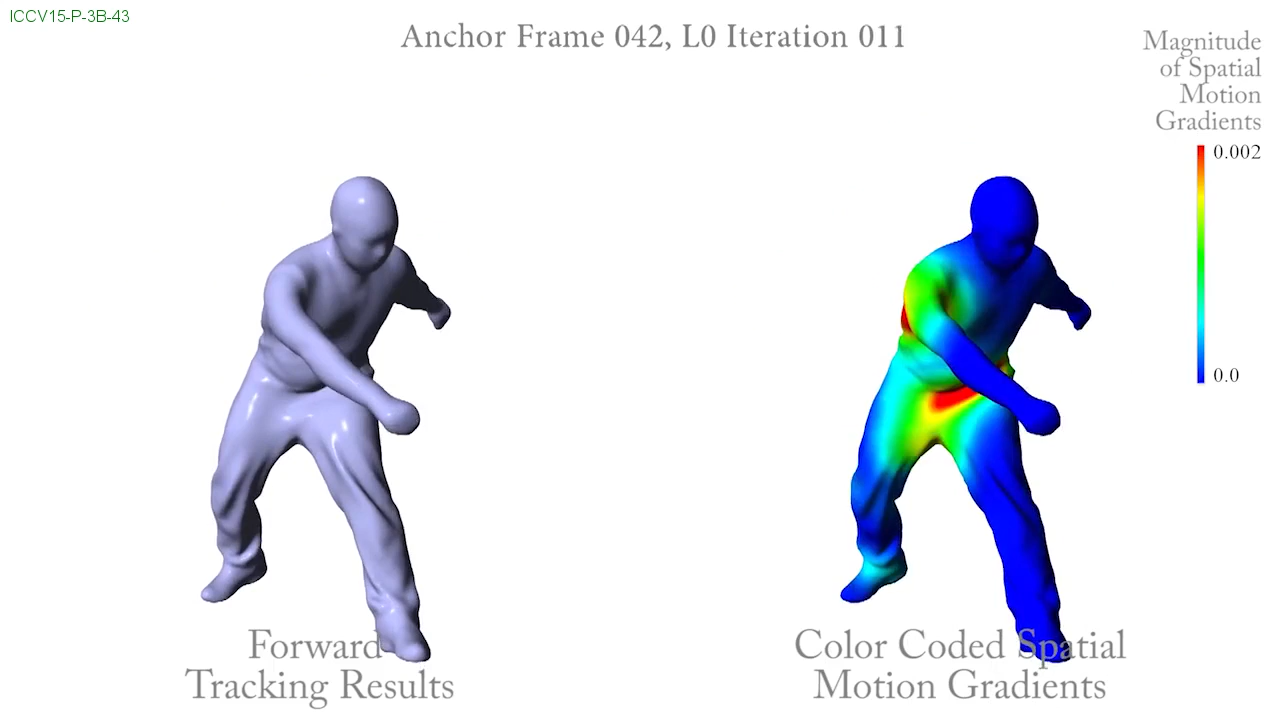 ICCV15-P-3B-43
Anchor Frame 042, L0 Iteration 011
Magnitude
of Spatial
Motion
Gradients
0.002
0.0
Forward
Tracking Results
Color Coded Spatial
Motion Gradients